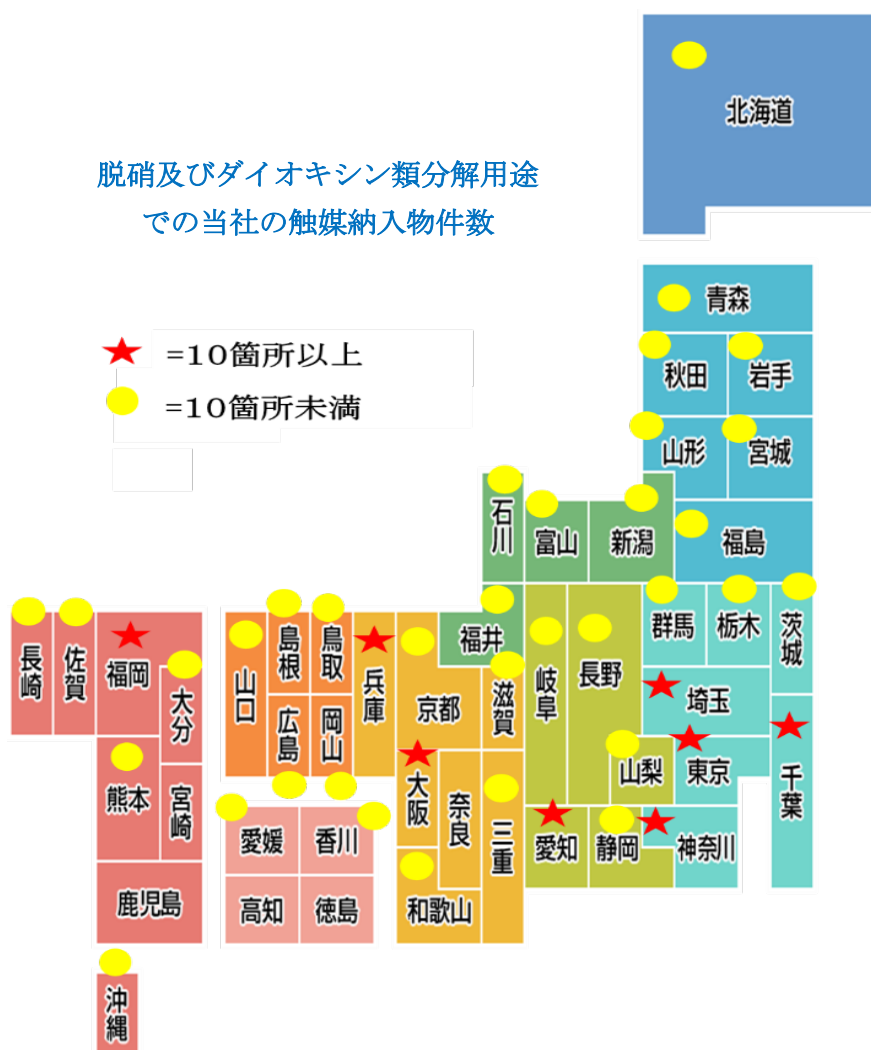 北海道
脱硝及びダイオキシン類分解用途
での当社の触媒納入物件数
青森
=10箇所以上
=10箇所未満
秋田
岩手
山形
宮城
石川
富山
新潟
福島
福井
群馬
栃木
茨城
長崎
佐賀
福岡
大分
山口
島根
鳥取
兵庫
京都
滋賀
岐阜
長野
埼玉
広島
岡山
大阪
奈良
三重
山梨
東京
千葉
熊本
宮崎
愛媛
香川
愛知
静岡
神奈川
鹿児島
高知
徳島
和歌山
沖縄